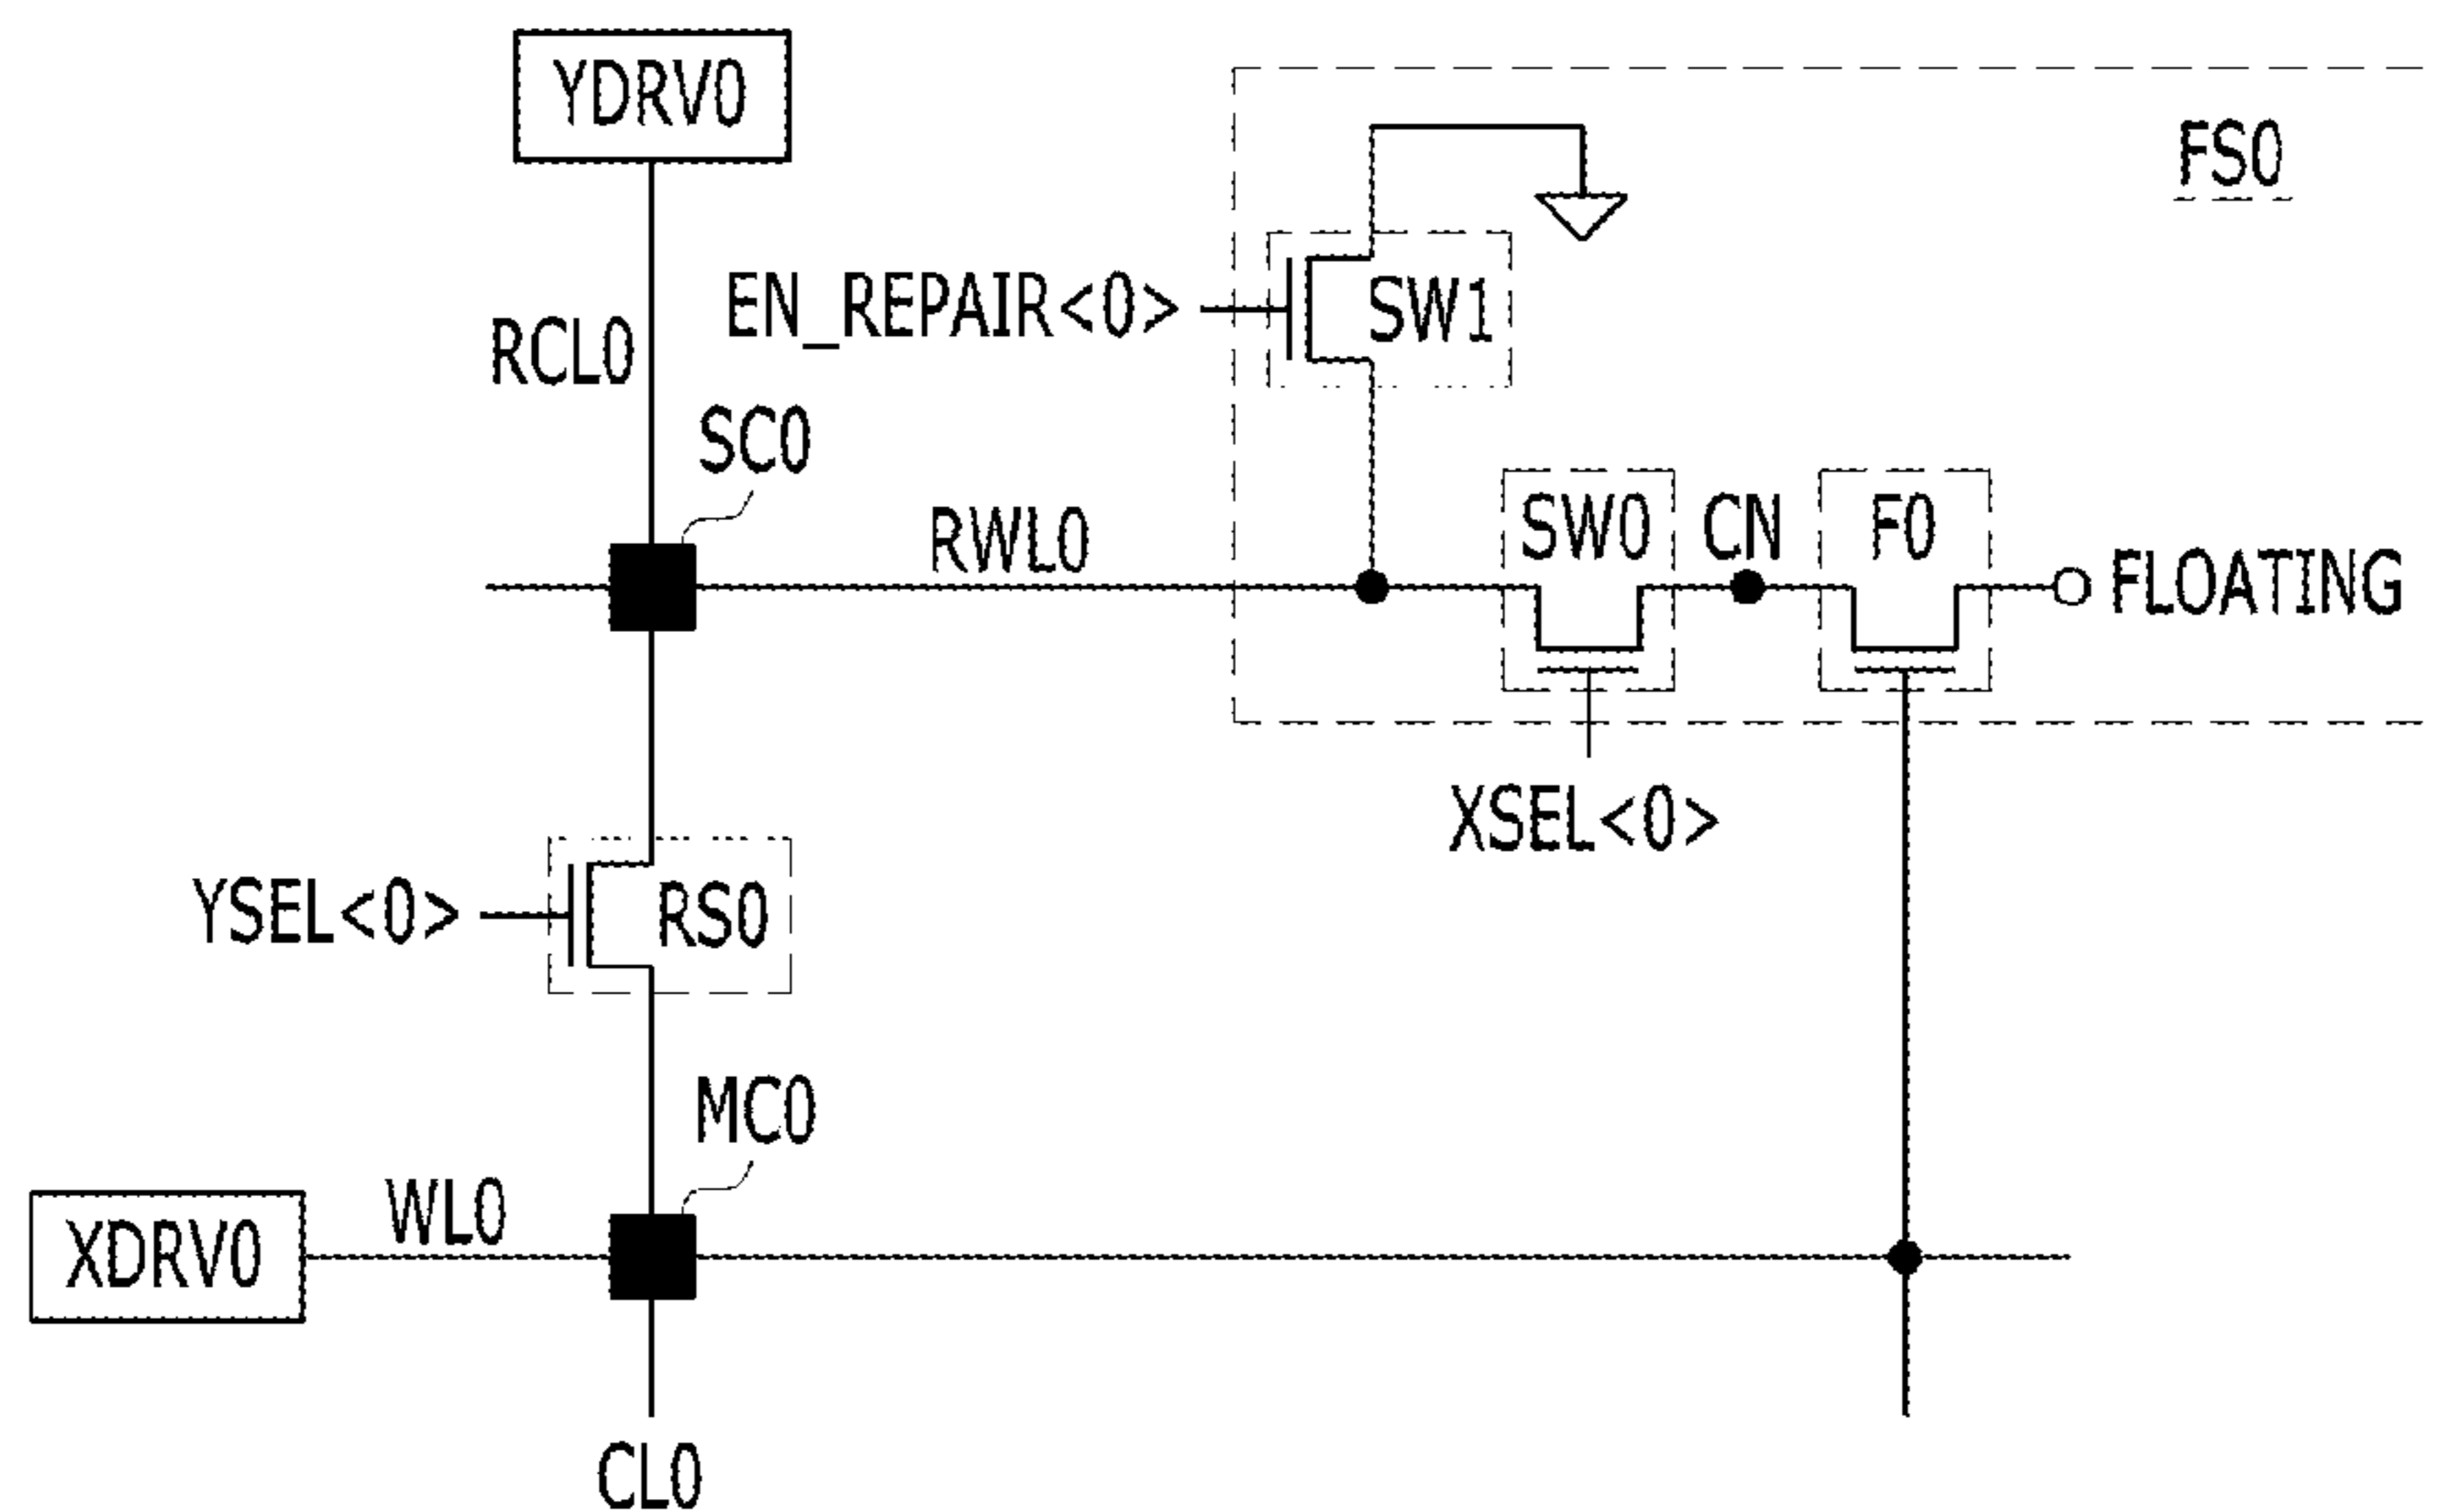 YDRV0
FS0
EN_REPAIR<0>
SW1
RCL0
SC0
RWL0
SW0
CN
F0
FLOATING
XSEL<0>
YSEL<0>
RS0
MC0
WL0
XDRV0
CL0